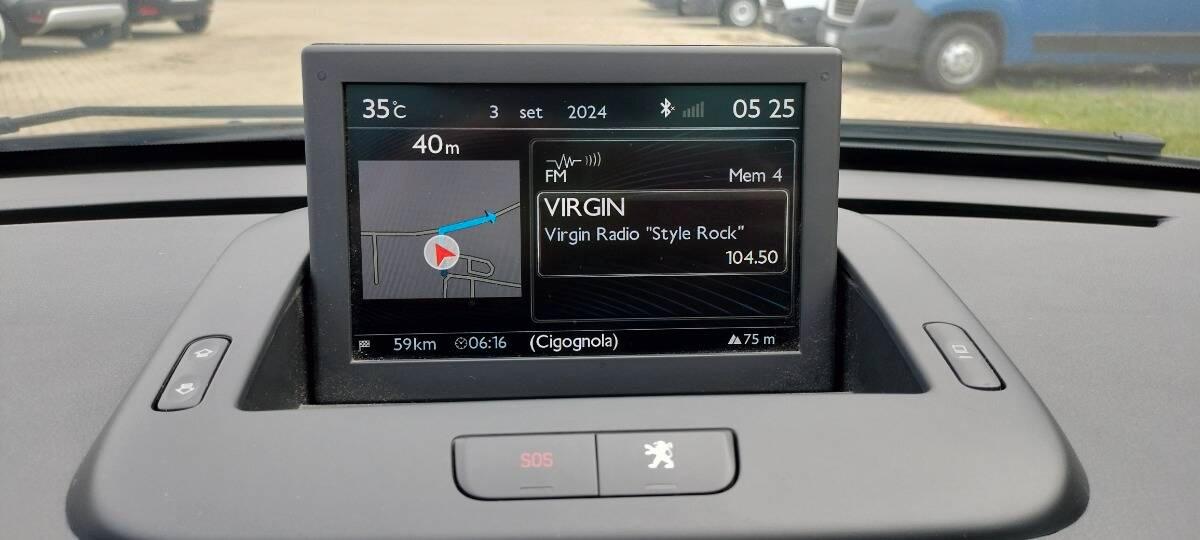 35°C 3 set 2024 05 25
40m
FM Mem 4
VIRGIN
Virgin Radio "Style Rock"
104.50
59km 06:16 (Cigognola) 75 m
SOS